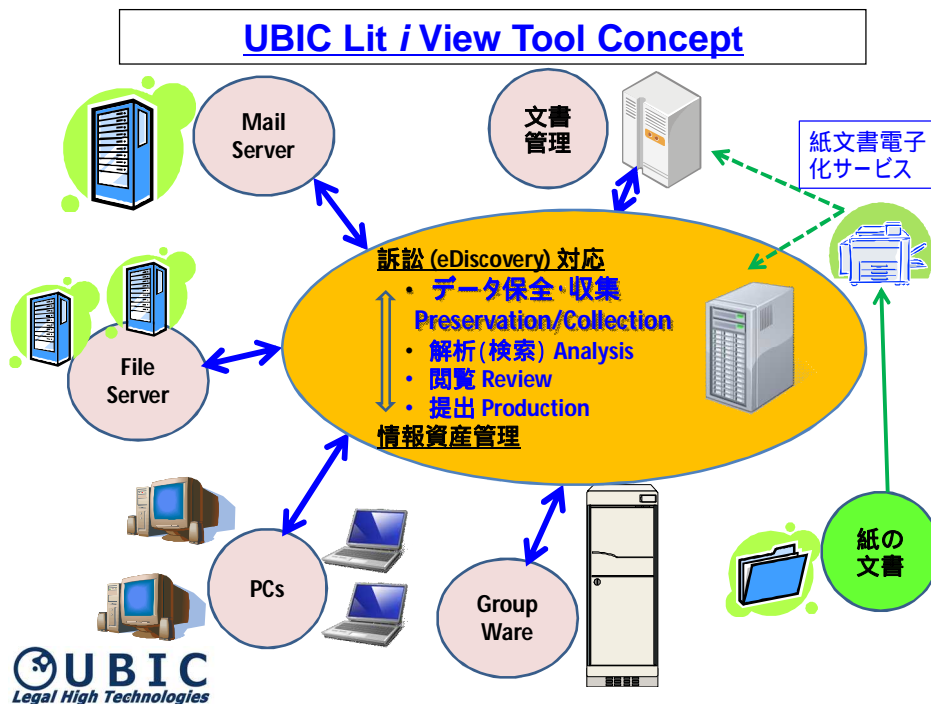 UBIC Lit i View Tool Concept
Mail
Server
文書
管理
紙文書電子
化サービス
訴訟 (eDiscovery) 対応
・ データ保全・収集
Preservation/Collection
・ 解析(検索) Analysis
・ 閲覧 Review
・ 提出 Production
情報資産管理
File
Server
PCs
Group
Ware
紙の
文書
UBIC
Legal High Technologies